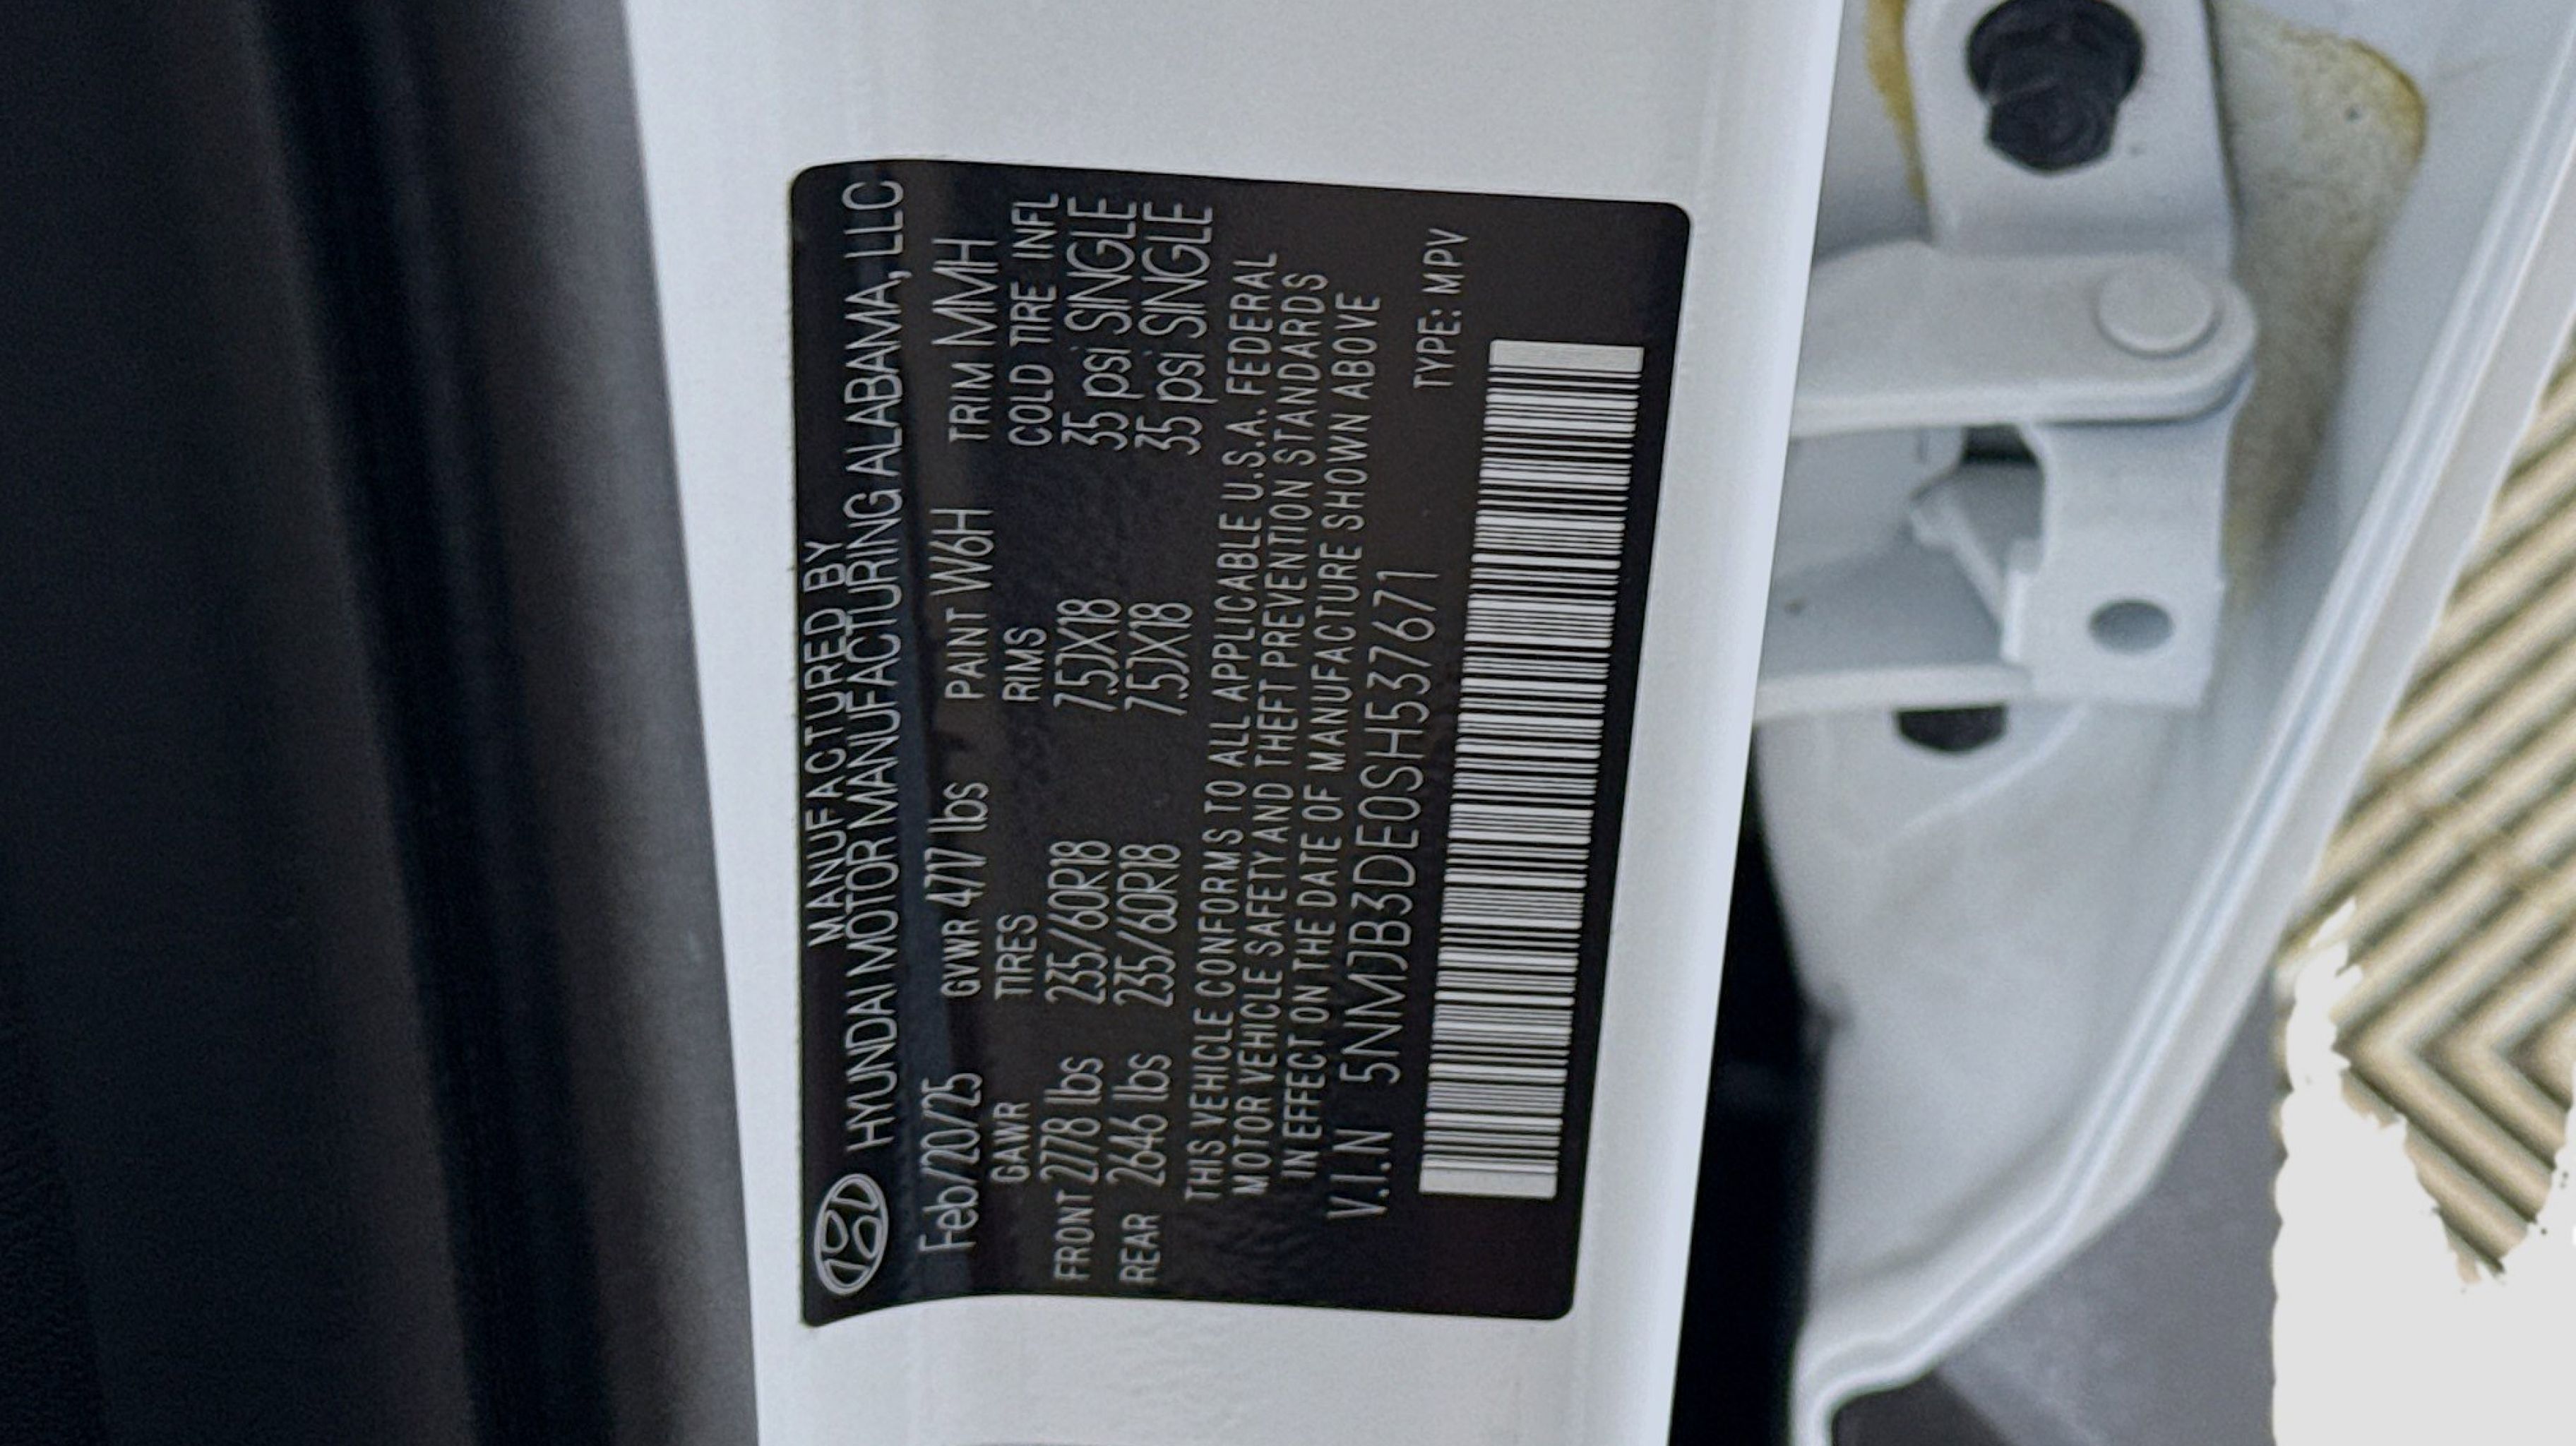 MANUFACTURED BY
HYUNDAI MOTOR MANUFACTURING ALABAMA, LLC
Feb/20/25 GVWR 4717 lbs PAINT W6H TRIM MMH
GAWR TIRES RIMS COLD TIRE INFL
FRONT 2778 lbs 235/60R18 7.5JX18 35 psi SINGLE
REAR 2646 lbs 235/60R18 7.5JX18 35 psi SINGLE
THIS VEHICLE CONFORMS TO ALL APPLICABLE U.S.A. FEDERAL
MOTOR VEHICLE SAFETY AND THEFT PREVENTION STANDARDS
IN EFFECT ON THE DATE OF MANUFACTURE SHOWN ABOVE
V.I.N 5NMJB3DE0SH537671
TYPE: MPV